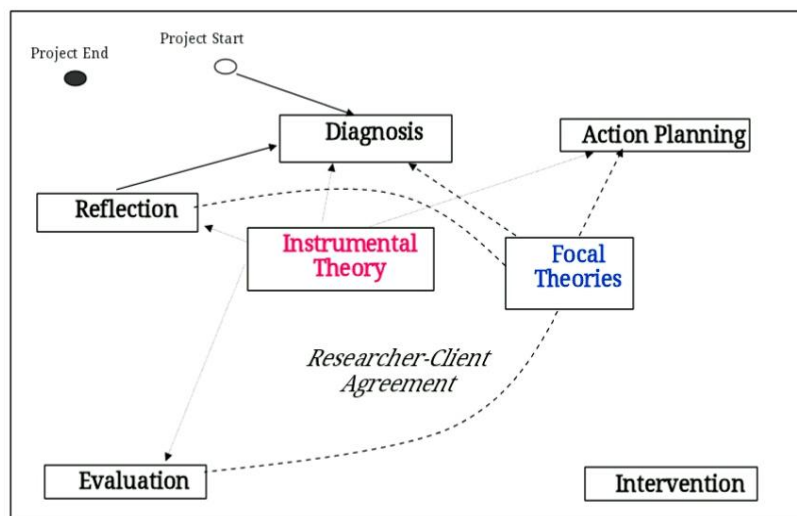 Project Start
Project End
Diagnosis
Action Planning
Reflection
Instrumental
Theory
Focal
Theories
Researcher-Client
Agreement
Evaluation
Intervention